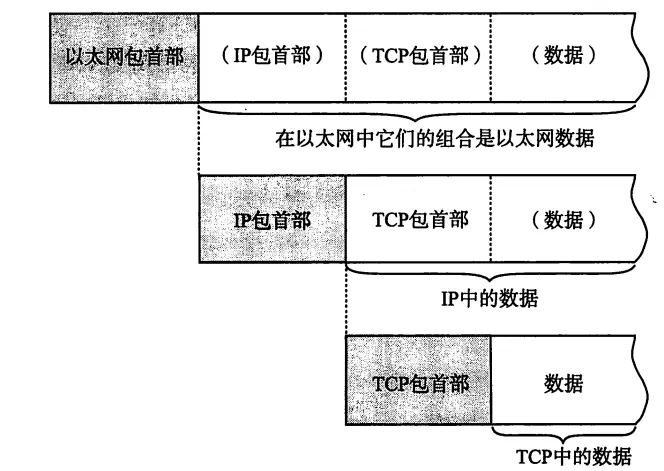 以太网包首部 （IP包首部） （TCP包首部） （数据）
在以太网中它们的组合是以太网数据
IP包首部 TCP包首部 （数据）
IP中的数据
TCP包首部 数据
TCP中的数据